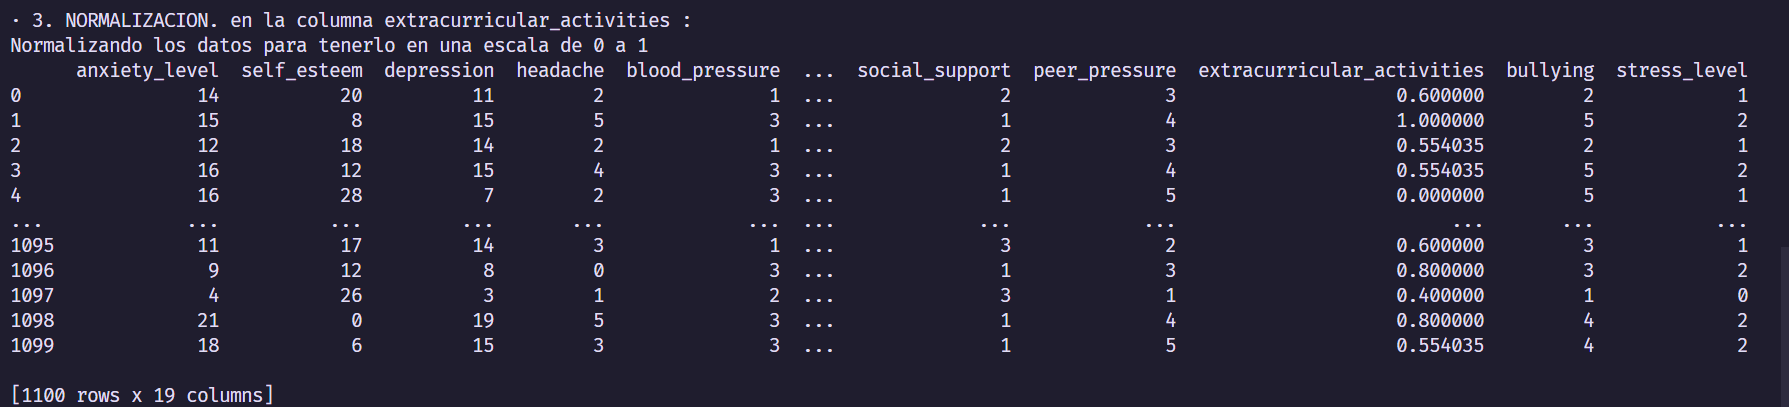 · 3. NORMALIZACION. en la columna extracurricular_activities :
Normalizando los datos para tenerlo en una escala de 0 a 1
      anxiety_level  self_esteem  depression  headache  blood_pressure  ...  social_support  peer_pressure  extracurricular_activities  bullying  stress_level
0                14           20          11         2               1  ...               2              3                    0.600000         2             1
1                15            8          15         5               3  ...               1              4                    1.000000         5             2
2                12           18          14         2               1  ...               2              3                    0.554035         2             1
3                16           12          15         4               3  ...               1              4                    0.554035         5             2
4                16           28           7         2               3  ...               1              5                    0.000000         5             1
...             ...          ...         ...       ...             ...  ...             ...            ...                         ...       ...           ...
1095             11           17          14         3               1  ...               3              2                    0.600000         3             1
1096              9           12           8         0               3  ...               1              3                    0.800000         3             2
1097              4           26           3         1               2  ...               3              1                    0.400000         1             0
1098             21            0          19         5               3  ...               1              4                    0.800000         4             2
1099             18            6          15         3               3  ...               1              5                    0.554035         4             2
[1100 rows x 19 columns]